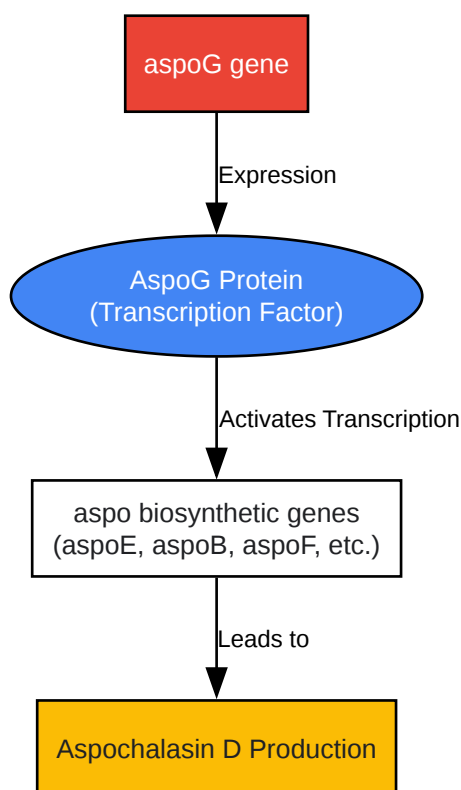 aspoG gene
Expression
AspoG Protein
(Transcription Factor)
Activates Transcription
aspo biosynthetic genes
(aspoE, aspoB, aspoF, etc.)
Leads to
Aspochalasin D Production